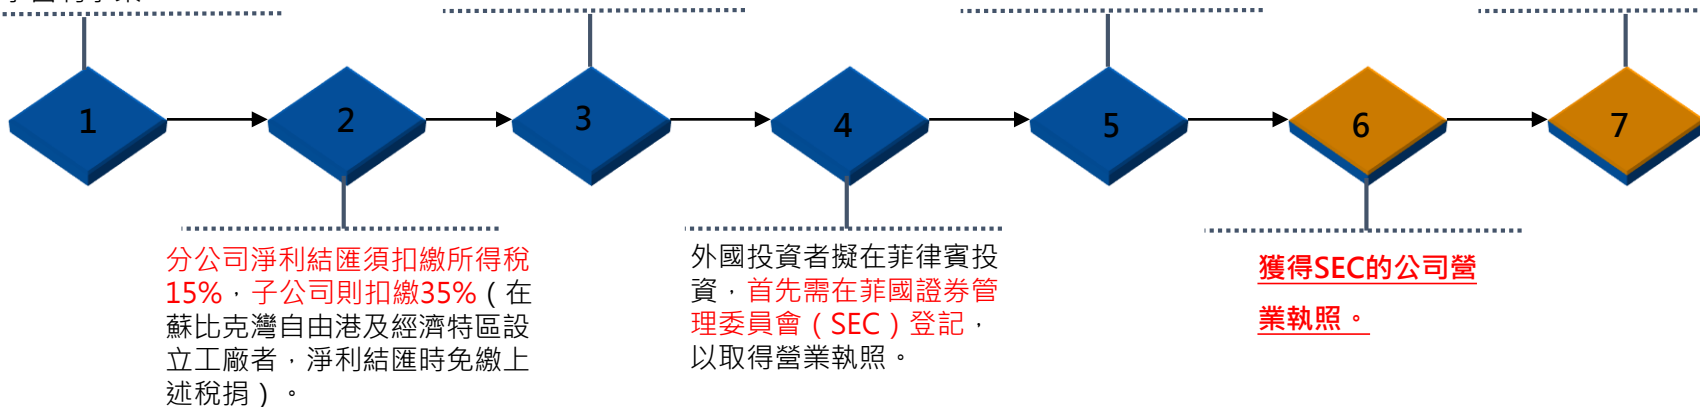 1
2
3
4
5
6
7
分公司淨利結匯須扣繳所得稅
15%，子公司則扣繳35%（在
蘇比克灣自由港及經濟特區設
立工廠者，淨利結匯時免繳上
述稅捐）。
外國投資者擬在菲律賓投
資，首先需在菲國證券管
理委員會（SEC）登記，
以取得營業執照。
獲得SEC的公司營
業執照。